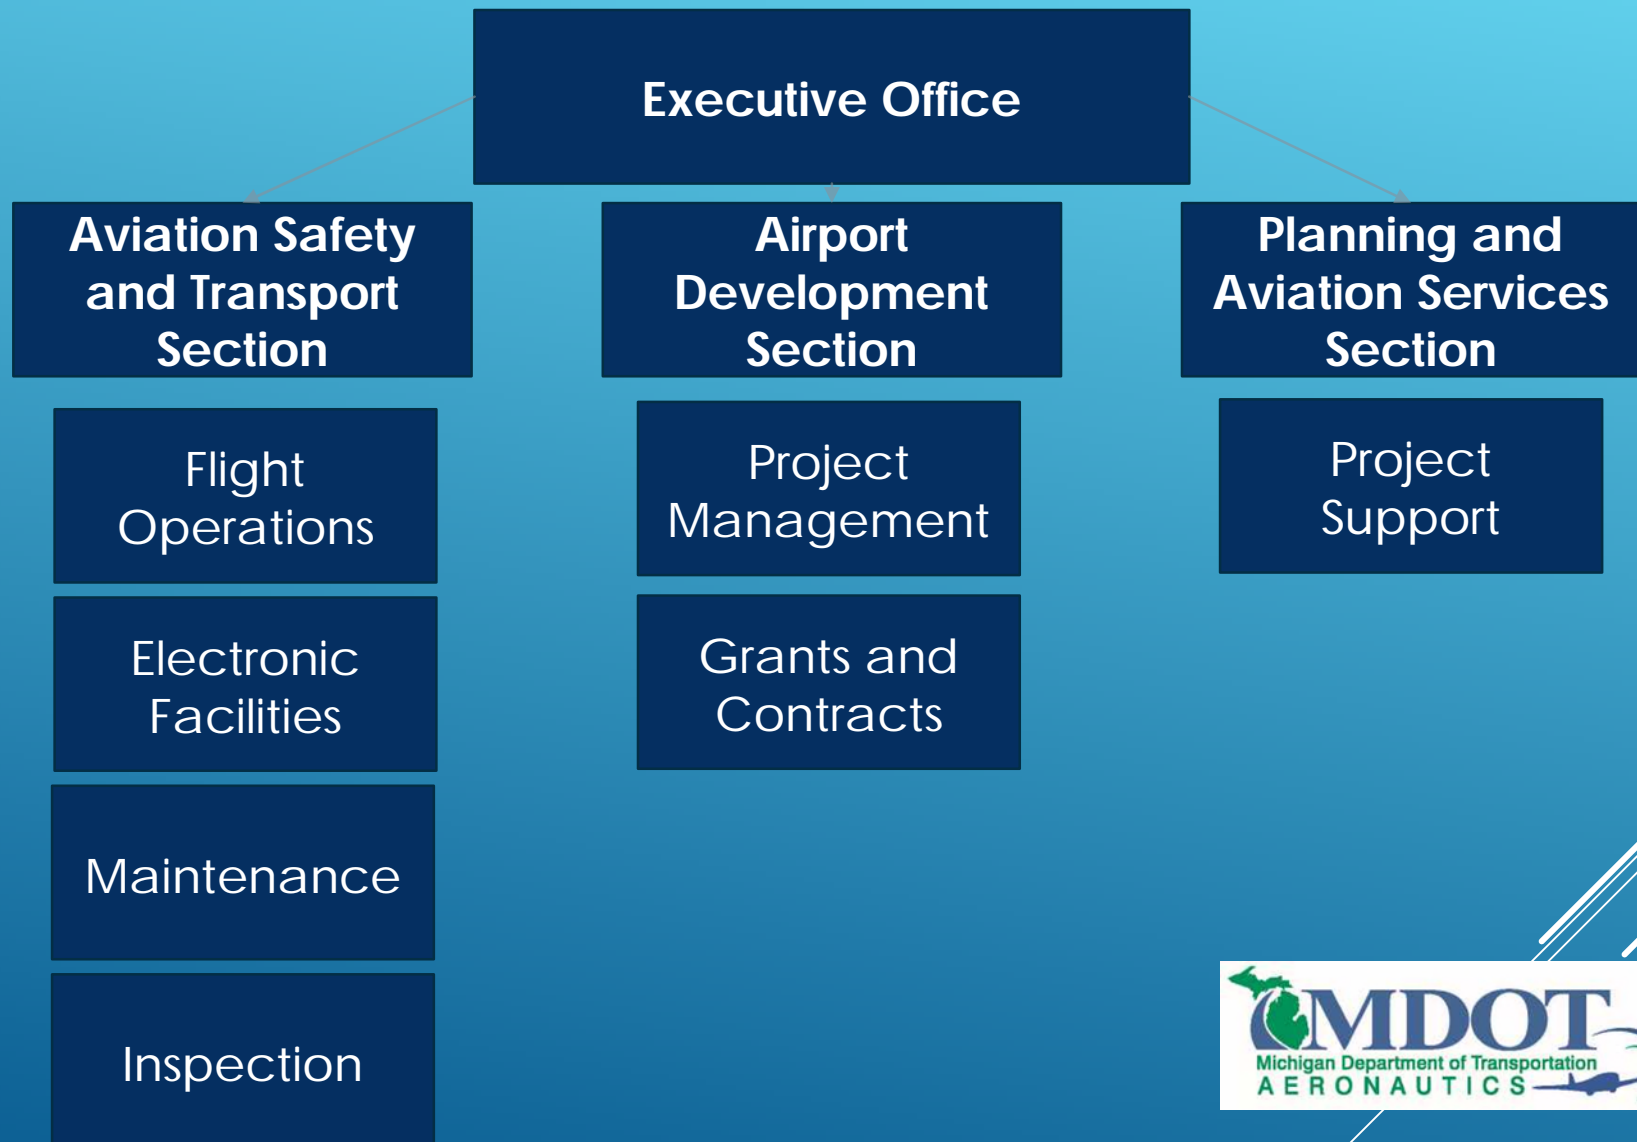 Executive Office
Aviation Safety
and Transport
Section
Airport
Development
Section
Planning and
Aviation Services
Section
Flight
Operations
Project
Management
Project
Support
Electronic
Facilities
Grants and
Contracts
Maintenance
Inspection
MDOT
Michigan Department of Transportation
AERONAUTICS